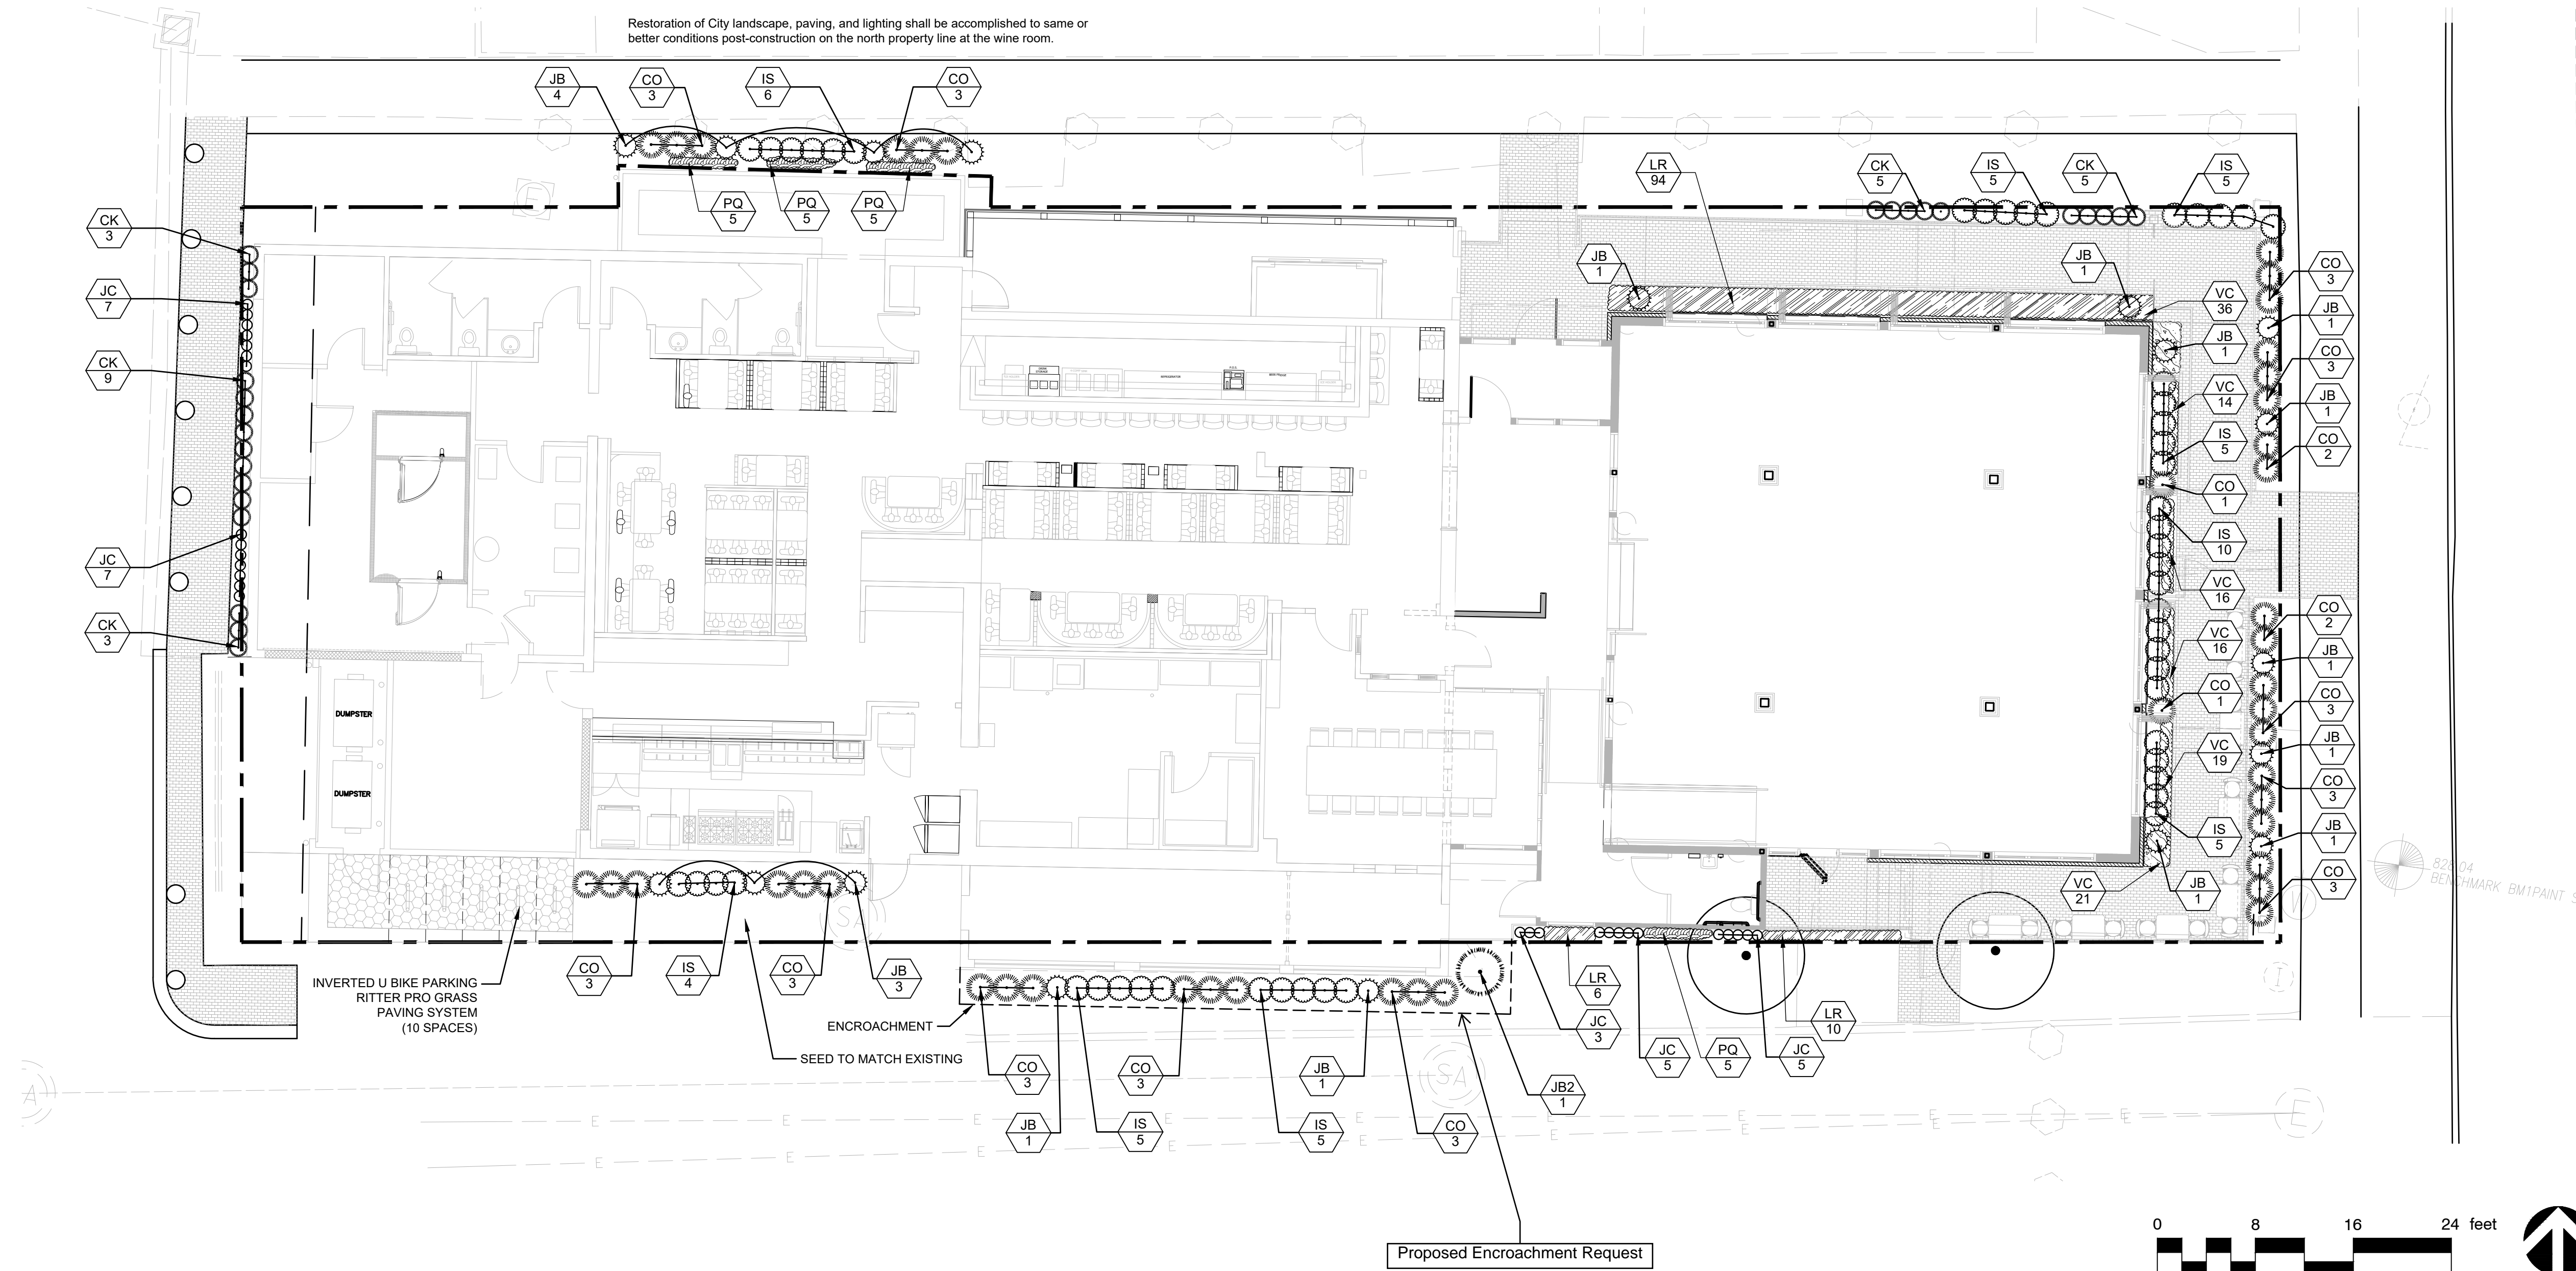 Restoration of City landscape, paving, and lighting shall be accomplished to same or
better conditions post-construction on the north property line at the wine room.
JB
4
CO
3
IS
6
CO
3
PQ
5
PQ
5
PQ
5
LR
94
CK
5
IS
5
CK
5
IS
5
CK
3
JC
7
CK
9
JC
7
CK
3
JB
1
JB
1
VC
36
JB
1
VC
14
IS
5
CO
1
IS
10
VC
16
VC
16
CO
1
VC
19
IS
5
VC
21
JB
1
CO
3
JB
1
CO
3
JB
1
CO
2
CO
2
JB
1
CO
3
JB
1
CO
3
JB
1
CO
3
DUMPSTER
DUMPSTER
828.04
BENCHMARK BM1PAINT S
INVERTED U BIKE PARKING
RITTER PRO GRASS
PAVING SYSTEM
(10 SPACES)
CO
3
IS
4
CO
3
JB
3
ENCROACHMENT
SEED TO MATCH EXISTING
CO
3
JB
1
IS
5
CO
3
IS
5
JB
1
CO
3
JB2
1
JC
3
LR
6
JC
5
PQ
5
JC
5
LR
10
E
SA
SA
A
W
I
E
E E E E E E E E
E E E E E E E
Proposed Encroachment Request
0 8 16 24 feet